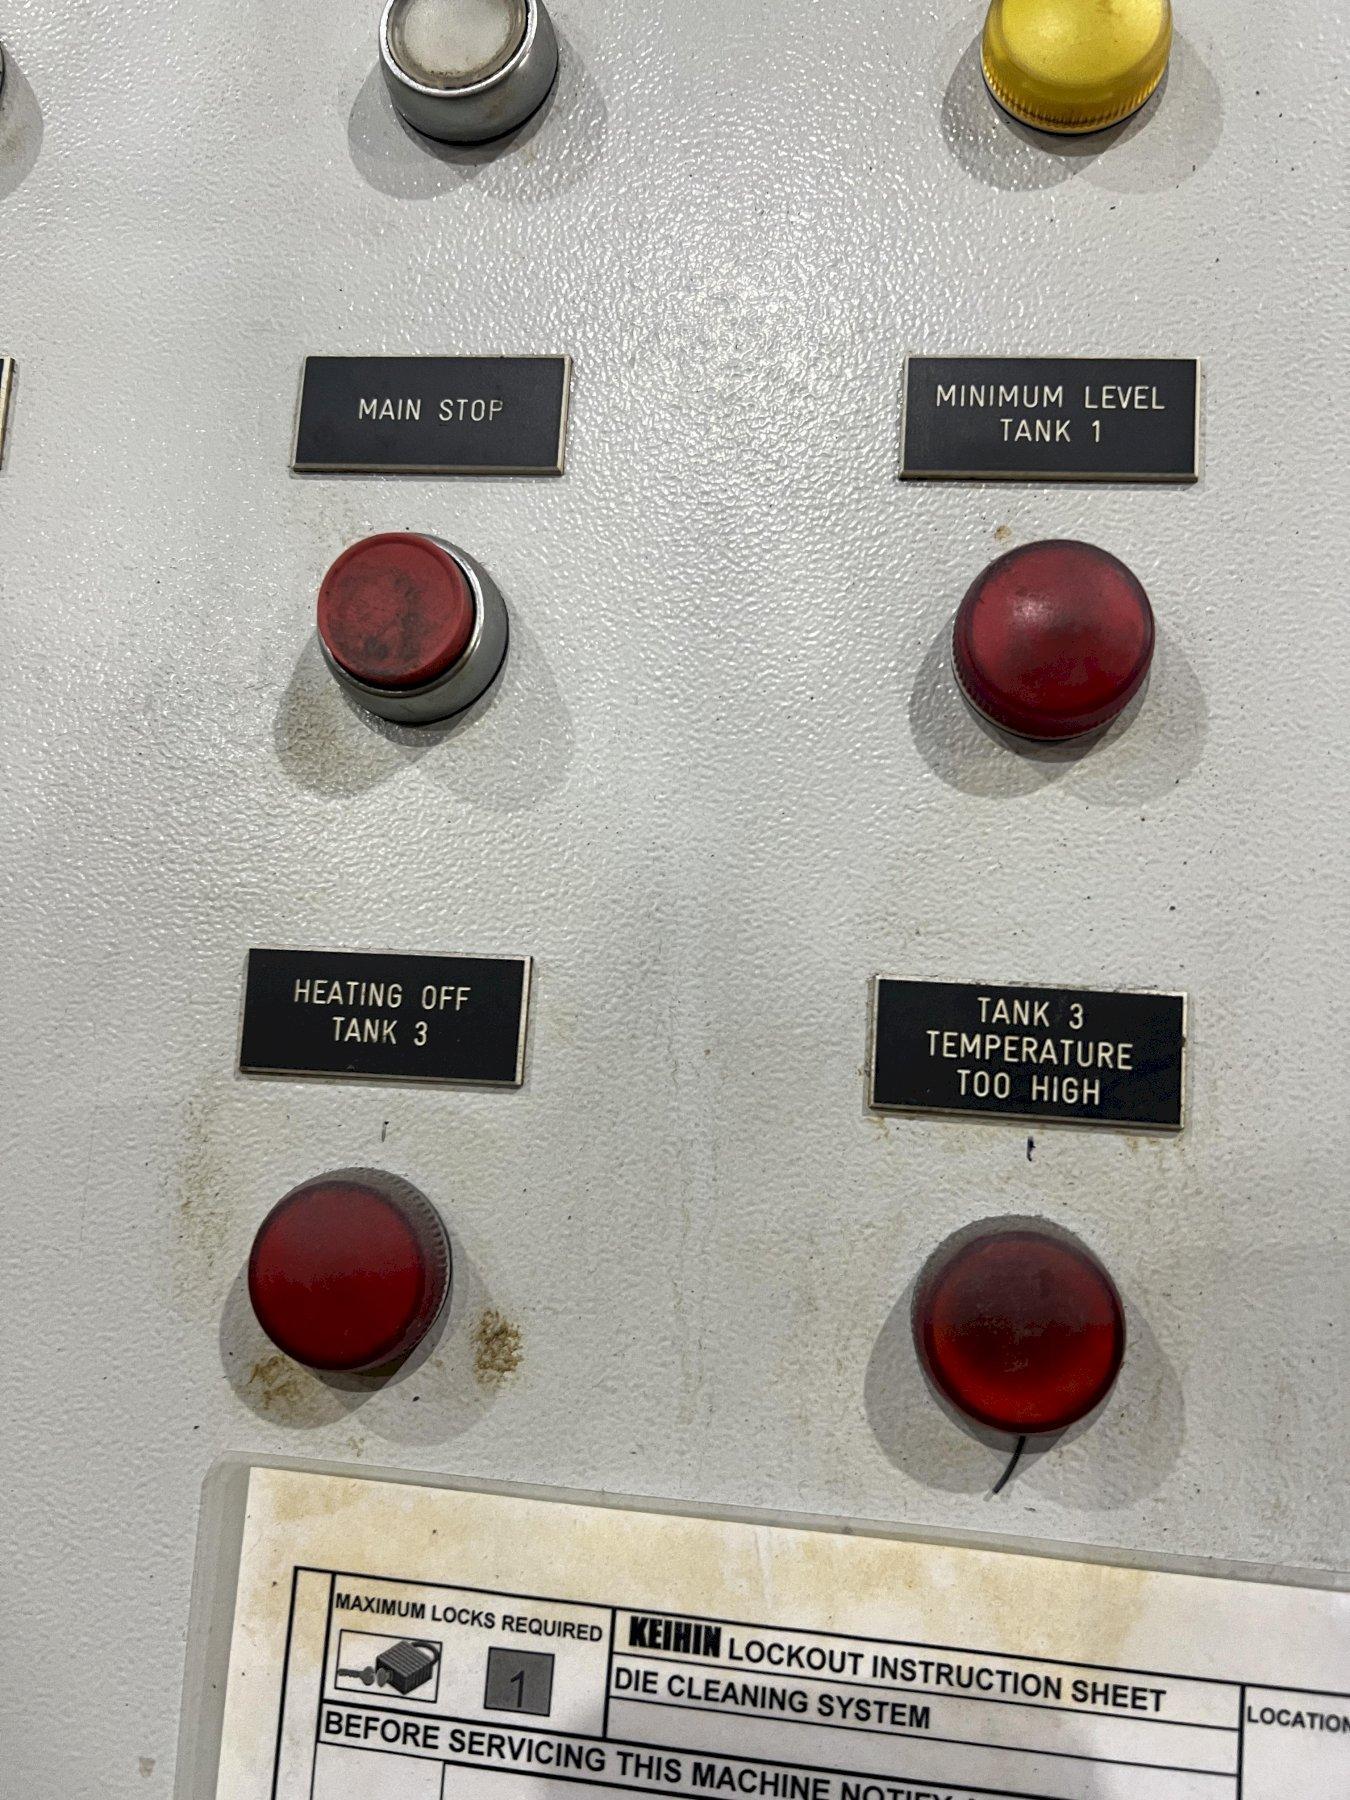 MAIN STOP
MINIMUM LEVEL
TANK 1
HEATING OFF
TANK 3
TANK 3
TEMPERATURE
TOO HIGH
MAXIMUM LOCKS REQUIRED
1
KEIHIN LOCKOUT INSTRUCTION SHEET
DIE CLEANING SYSTEM
LOCATION
BEFORE SERVICING THIS MACHINE NOTIFY